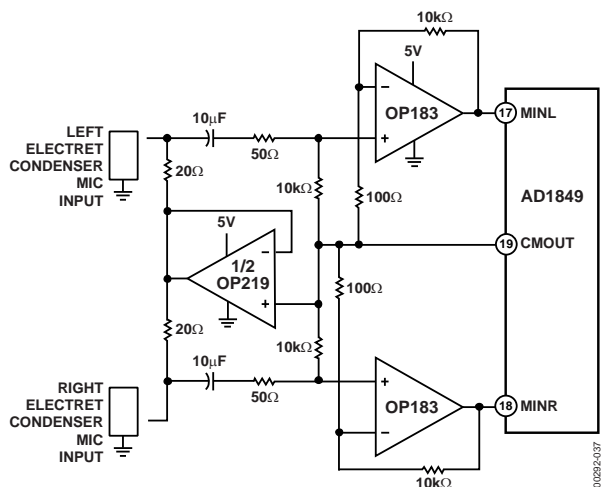 10kΩ
5V
–
OP183
+
17
MINL
10µF
50Ω
LEFT
ELECTRET
CONDENSER
MIC
INPUT
20Ω
10kΩ
100Ω
AD1849
5V
–
1/2
OP219
+
19
CMOUT
100Ω
20Ω
10kΩ
10µF
50Ω
RIGHT
ELECTRET
CONDENSER
MIC
INPUT
+
OP183
–
18
MINR
10kΩ
00292-037